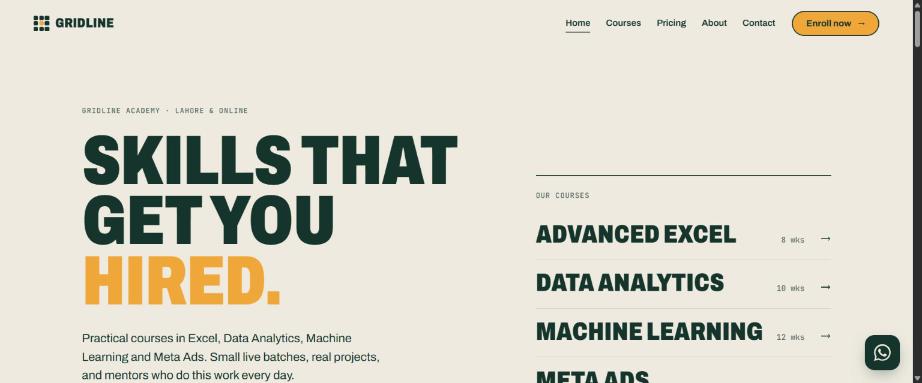 GRIDLINE
Home Courses Pricing About Contact Enroll now →
GRIDLINE ACADEMY · LAHORE & ONLINE
SKILLS THAT
GET YOU
HIRED.
Practical courses in Excel, Data Analytics, Machine
Learning and Meta Ads. Small live batches, real projects,
and mentors who do this work every day.
OUR COURSES
ADVANCED EXCEL 8 wks →
DATA ANALYTICS 10 wks →
MACHINE LEARNING 12 wks →
META ADS